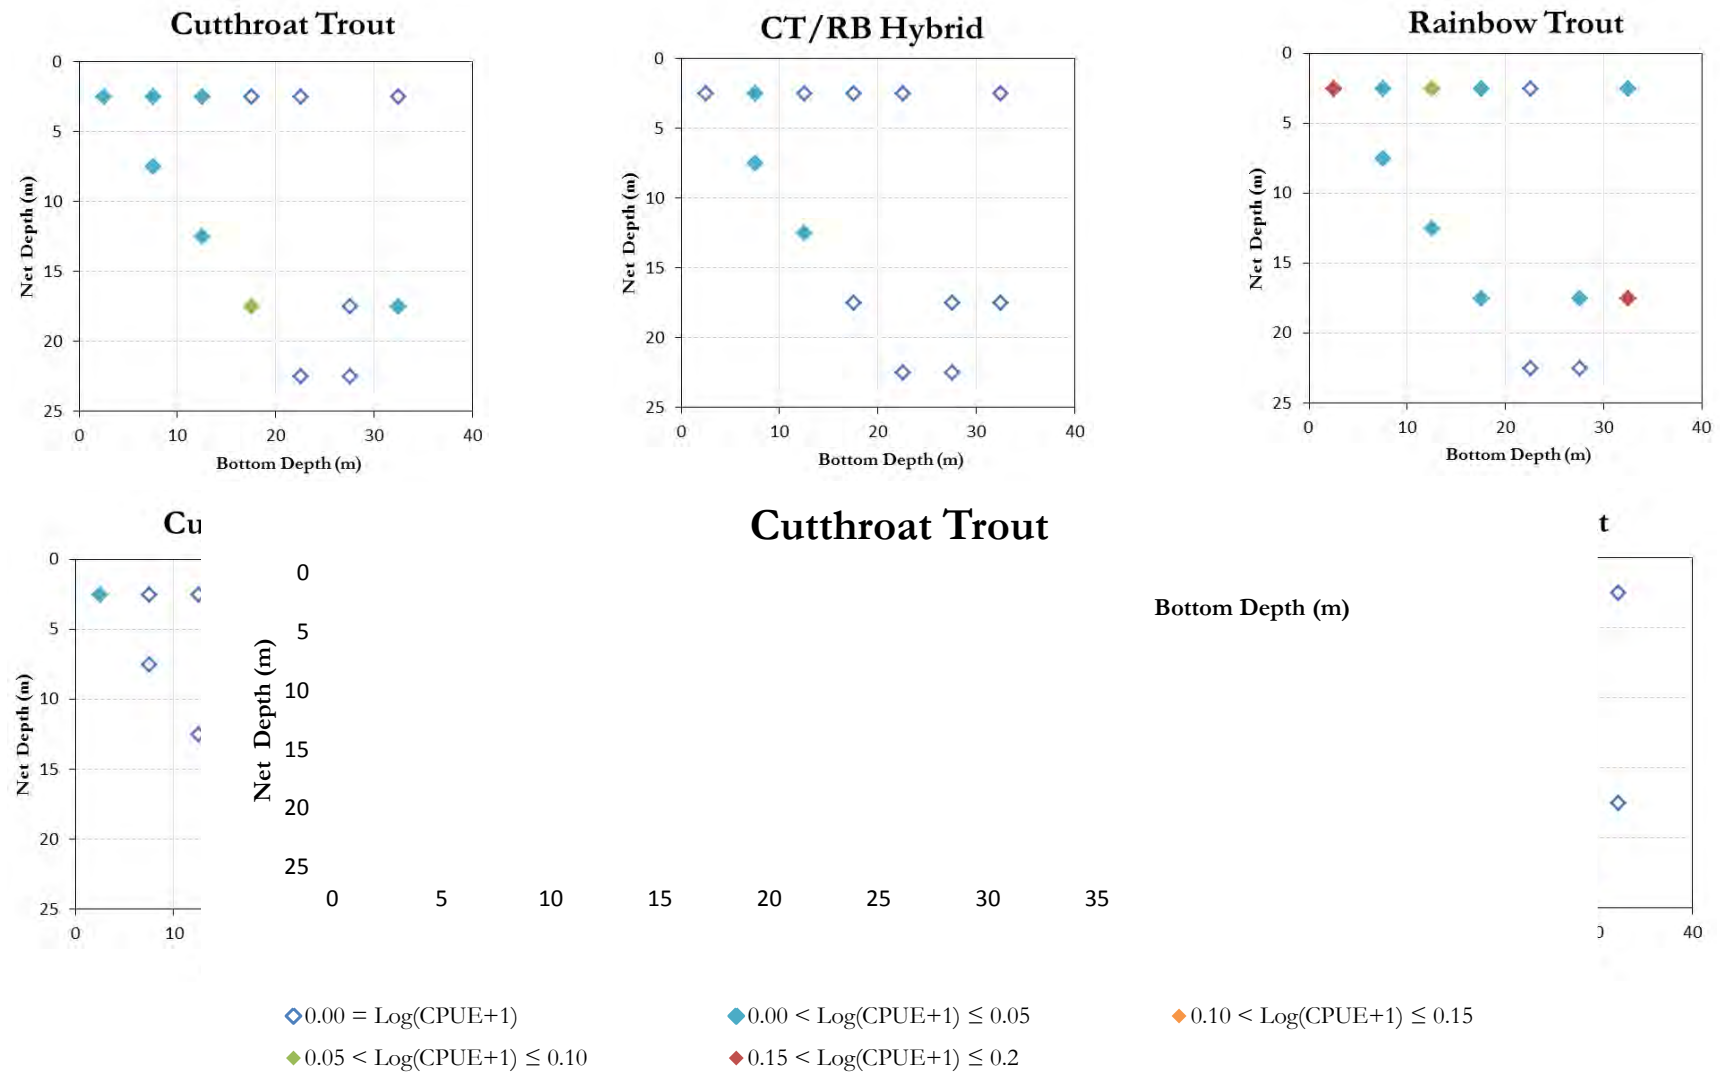 Cutthroat Trout
0
5
10
15
20
25
Net Depth (m)
0 10 20 30 40
Bottom Depth (m)
CT/RB Hybrid
0
5
10
15
20
25
Net Depth (m)
0 10 20 30 40
Bottom Depth (m)
Rainbow Trout
0
5
10
15
20
25
Net Depth (m)
0 10 20 30 40
Bottom Depth (m)
Cu
0
5
10
15
20
25
Net Depth (m)
0 10
Cutthroat Trout
0
5
10
15
20
25
Net Depth (m)
Bottom Depth (m)
0 5 10 15 20 25 30 35
t
40
0.00 = Log(CPUE+1)
0.00 < Log(CPUE+1) ≤ 0.05
0.10 < Log(CPUE+1) ≤ 0.15
0.05 < Log(CPUE+1) ≤ 0.10
0.15 < Log(CPUE+1) ≤ 0.2